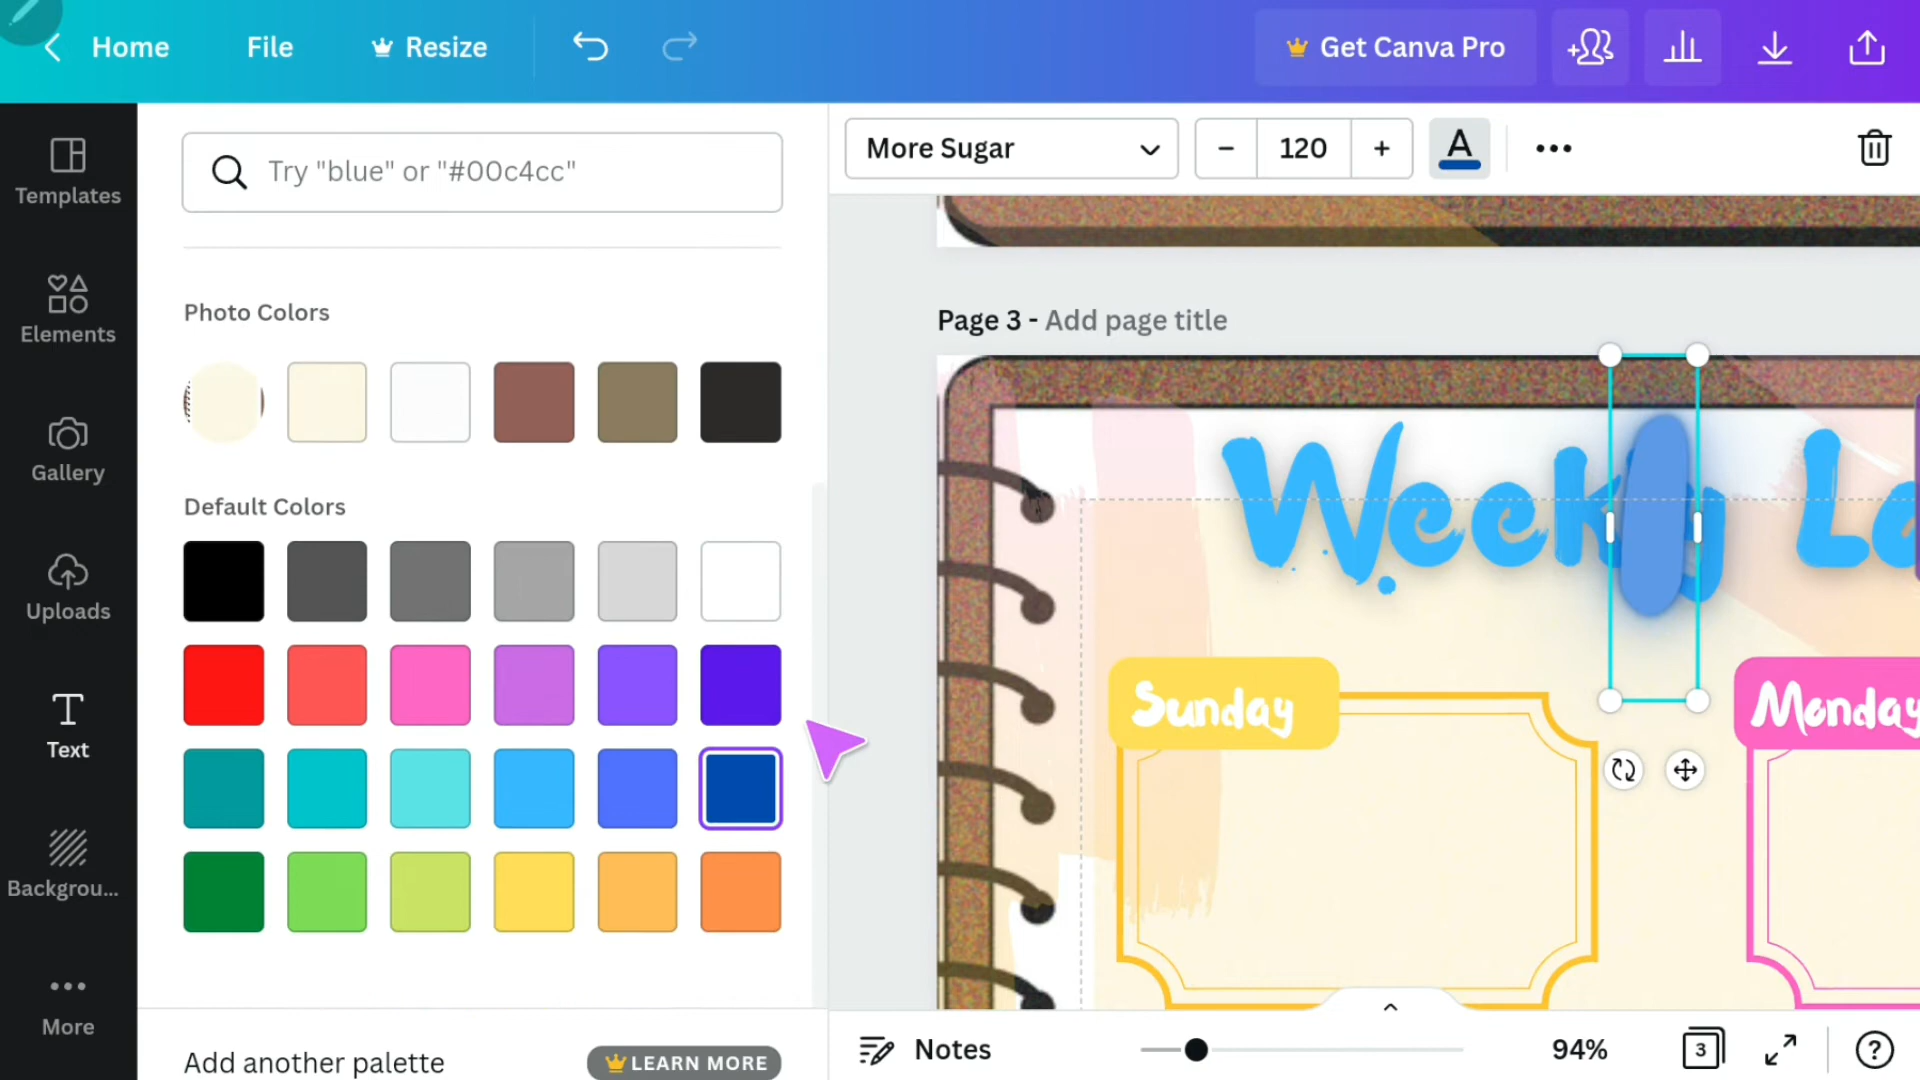 Home
File
Resize
Get Canva Pro
Templates
Elements
Gallery
Uploads
Text
Backgrou...
More
Try "blue" or "#00c4cc"
Photo Colors
Default Colors
Add another palette
LEARN MORE
More Sugar
120
A
Page 3 - Add page title
Weekly Le
Sunday
Monday
Notes
94%
3
?